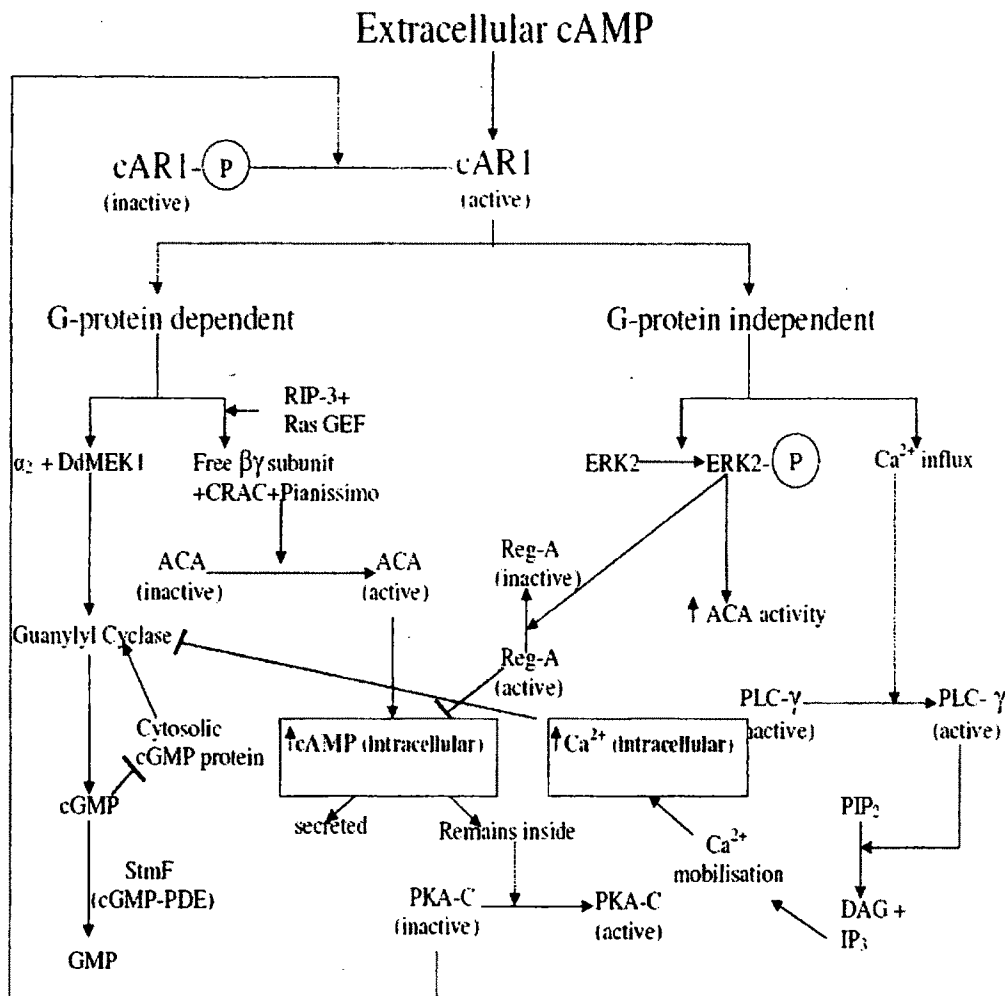 Extracellular cAMP
cAR1-P
(inactive)
cAR1
(active)
G-protein dependent
G-protein independent
RIP-3+
Ras GEF
α2 + DdMEK1
Free βγ subunit
+CRAC+Pianissimo
ERK2
ERK2-P
Ca2+ influx
ACA
(inactive)
ACA
(active)
Reg-A
(inactive)
↑ ACA activity
Guanylyl Cyclase
Reg-A
(active)
PLC-γ
nactive)
PLC- γ
(active)
Cytosolic
cGMP protein
↑cAMP (Intracellular)
↑Ca2+ (Intracellular)
cGMP
secreted
Remains inside
Ca2+
mobilisation
PIP2
StmF
(cGMP-PDE)
PKA-C
(inactive)
PKA-C
(active)
DAG +
IP3
GMP